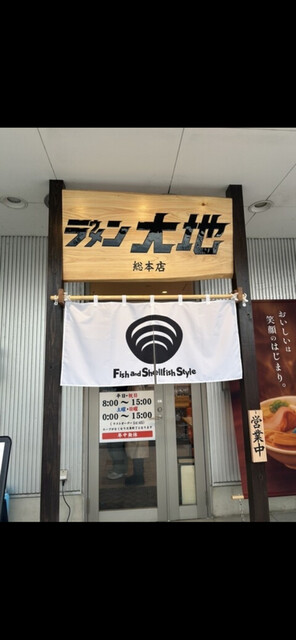 ラーメン 大地
総本店
Fish and Shellfish Style
おいしいは
笑顔のはじまり。
平日・祝日
8:00～15:00
土曜・日曜
0:00～15:00
営業中